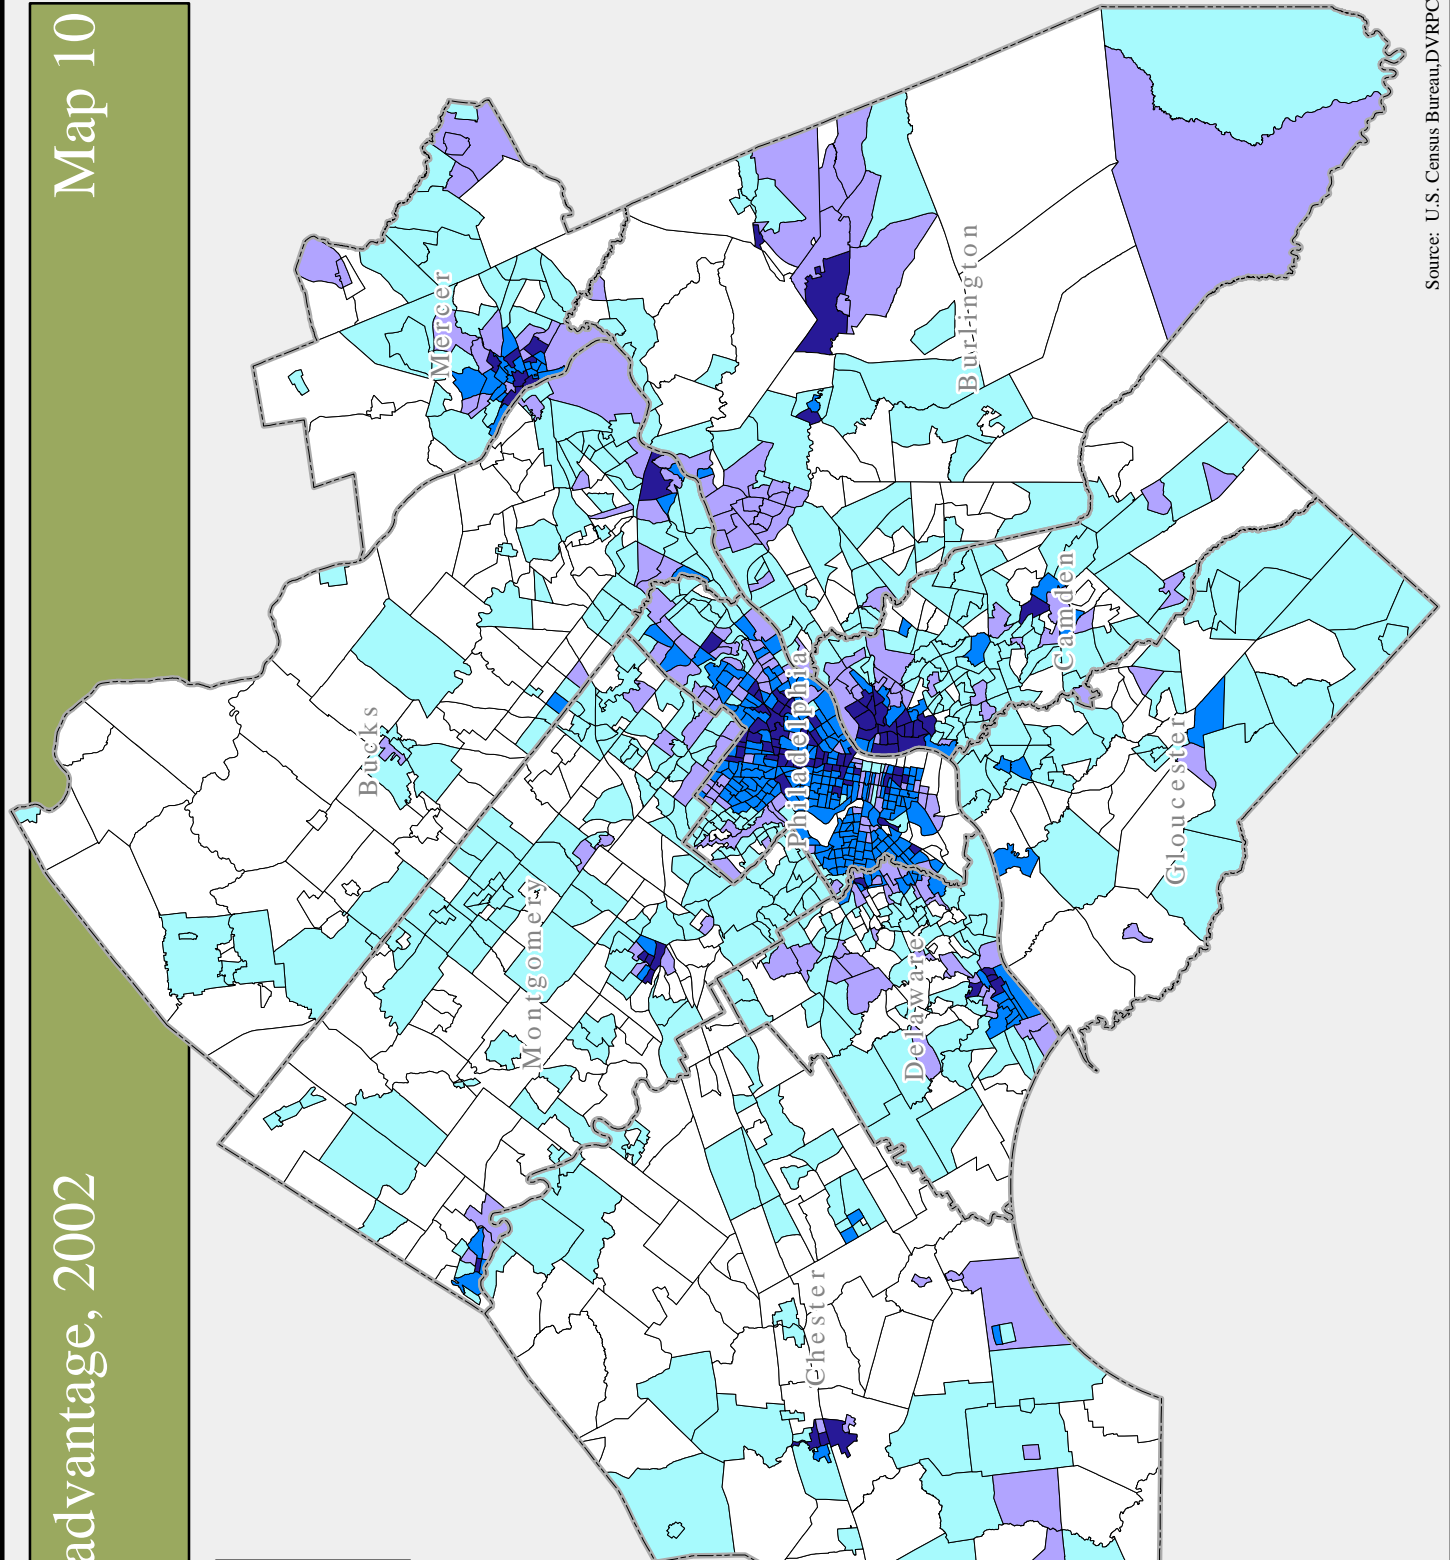 advantage, 2002
Map 10
Bucks
Mercer
Montgomery
Burlington
Philadelphia
Chester
Delaware
Camden
Gloucester
Source: U.S. Census Bureau,DVRPC